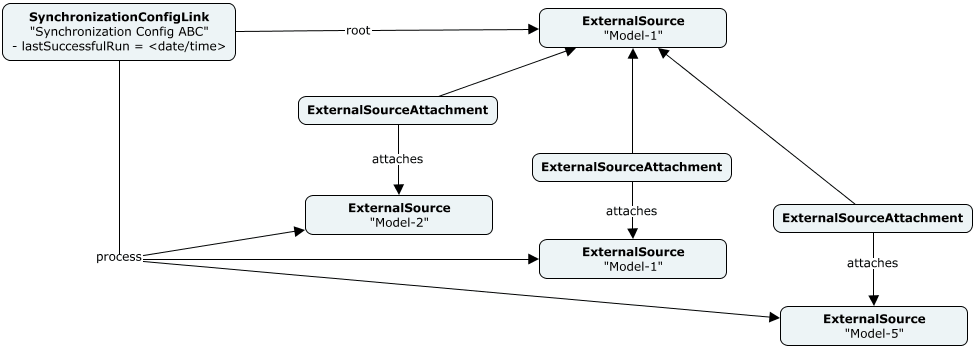 SynchronizationConfigLink
"Synchronization Config ABC"
- lastSuccessfulRun = <date/time>
root
ExternalSource
"Model-1"
ExternalSourceAttachment
attaches
ExternalSource
"Model-2"
ExternalSourceAttachment
attaches
ExternalSource
"Model-1"
ExternalSourceAttachment
attaches
ExternalSource
"Model-5"
process